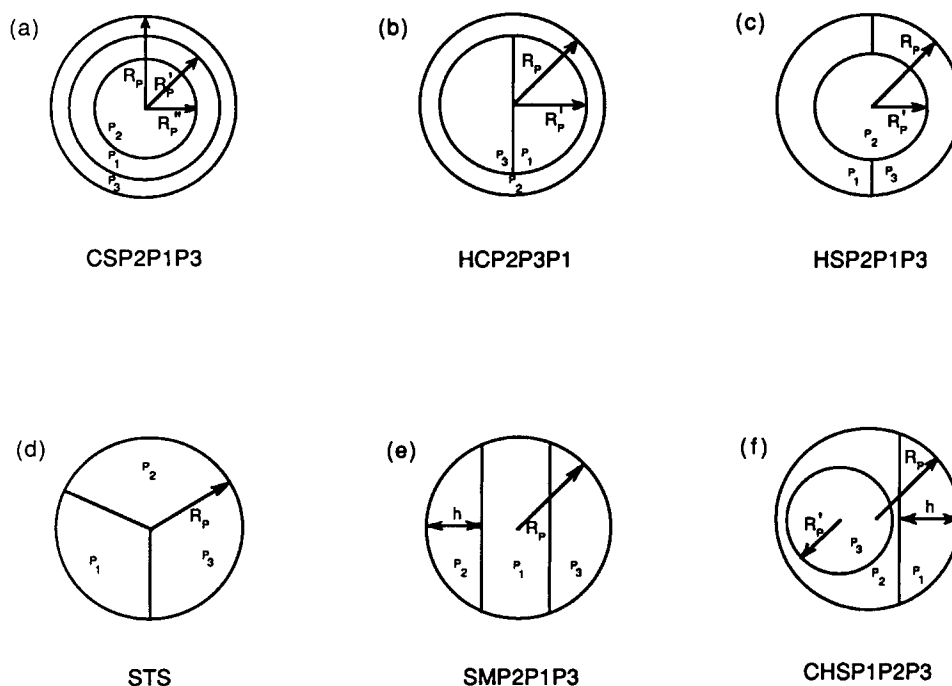 (a)
R_P
R_P'
R_P''
P_2
P_1
P_3
CSP2P1P3
(b)
R_P
R_P'
P_3 P_1
P_2
HCP2P3P1
(c)
R_P
R_P'
P_2
P_1 P_3
HSP2P1P3
(d)
P_2
R_P
P_1 P_3
STS
(e)
h
R_P
P_2 P_1 P_3
SMP2P1P3
(f)
R_P
h
R_P'
P_3
P_2 P_1
CHSP1P2P3